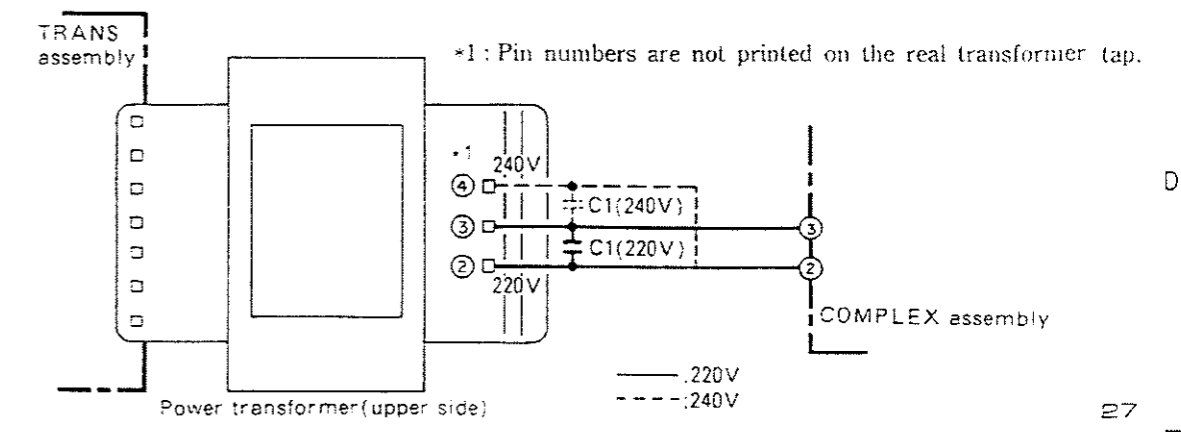 TRANS
assembly
*1 : Pin numbers are not printed on the real transformer tap.
*1
240V
④
C1(240V)
③
③
C1(220V)
②
②
220V
COMPLEX assembly
:220V
:240V
Power transformer(upper side)
D
27